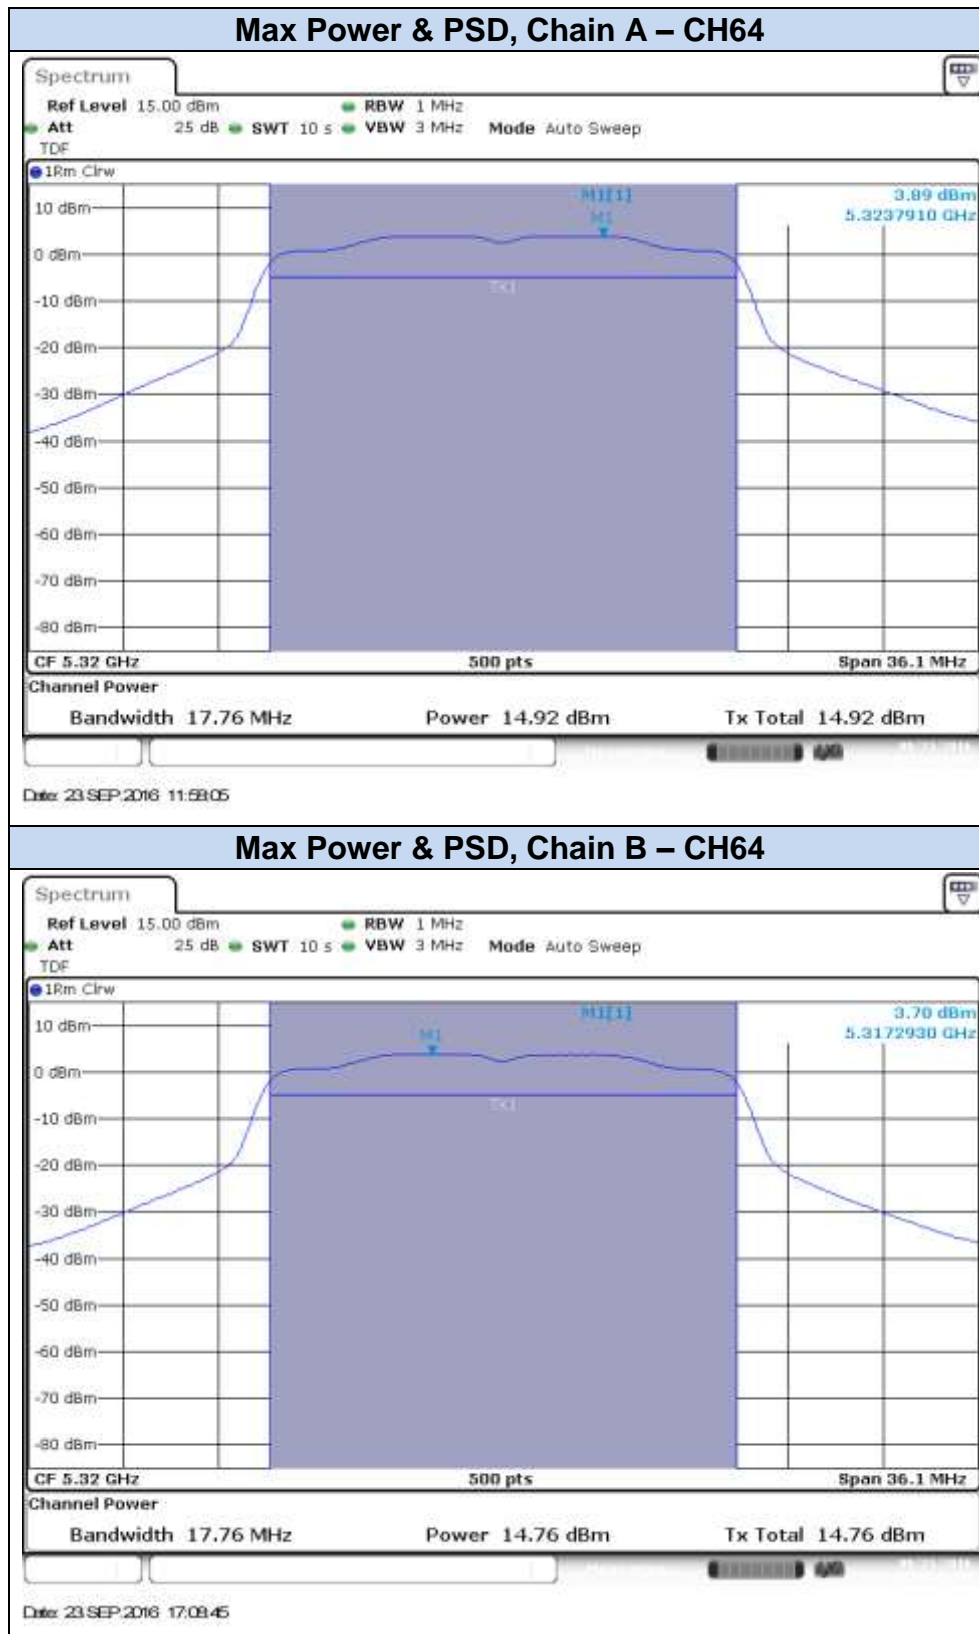 Max Power & PSD, Chain A – CH64
Spectrum
Ref Level 15.00 dBm RBW 1 MHz
Att 25 dB SWT 10 s VBW 3 MHz Mode Auto Sweep
TDF
1Rm Clrw
M1[1] 3.89 dBm
5.3237910 GHz
M1
10 dBm
0 dBm
Tx1
-10 dBm
-20 dBm
-30 dBm
-40 dBm
-50 dBm
-60 dBm
-70 dBm
-80 dBm
CF 5.32 GHz 500 pts Span 36.1 MHz
Channel Power
Bandwidth 17.76 MHz Power 14.92 dBm Tx Total 14.92 dBm
Date: 23.SEP.2016 11:58:05
Max Power & PSD, Chain B – CH64
Spectrum
Ref Level 15.00 dBm RBW 1 MHz
Att 25 dB SWT 10 s VBW 3 MHz Mode Auto Sweep
TDF
1Rm Clrw
M1[1] 3.70 dBm
5.3172930 GHz
10 dBm
M1
0 dBm
Tx1
-10 dBm
-20 dBm
-30 dBm
-40 dBm
-50 dBm
-60 dBm
-70 dBm
-80 dBm
CF 5.32 GHz 500 pts Span 36.1 MHz
Channel Power
Bandwidth 17.76 MHz Power 14.76 dBm Tx Total 14.76 dBm
Date: 23.SEP.2016 17:09:45